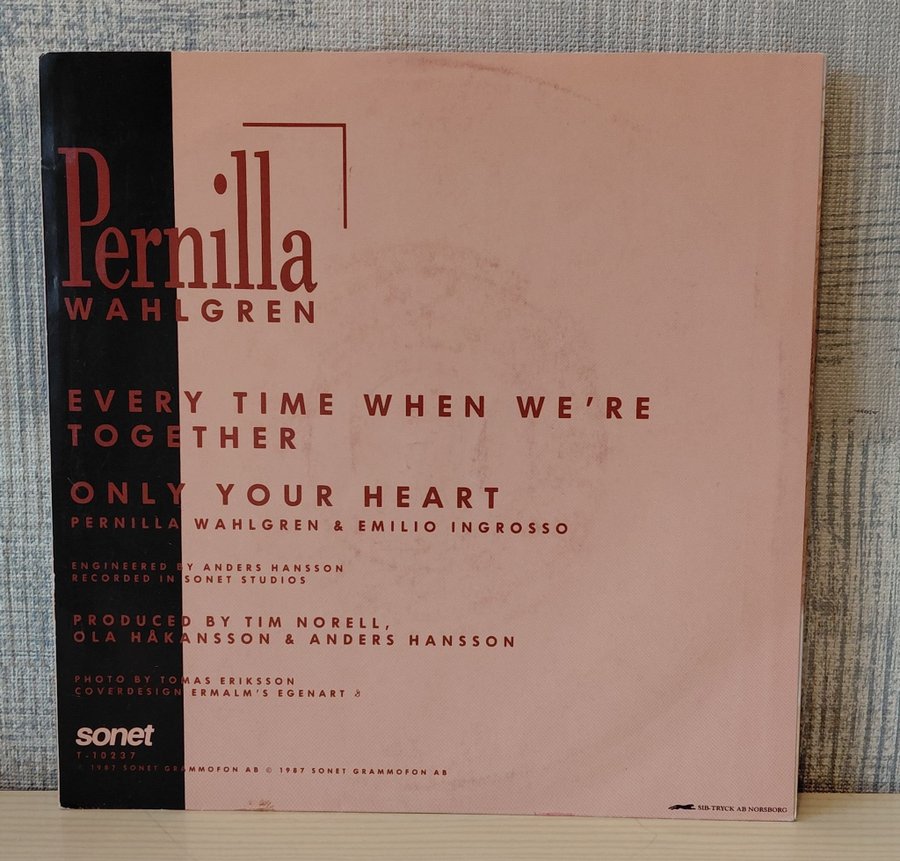 Pernilla
WAHLGREN
EVERY TIME WHEN WE'RE
TOGETHER
ONLY YOUR HEART
PERNILLA WAHLGREN & EMILIO INGROSSO
ENGINEERED BY ANDERS HANSSON
RECORDED IN SONET STUDIOS
PRODUCED BY TIM NORELL,
OLA HÅKANSSON & ANDERS HANSSON
PHOTO BY TOMAS ERIKSSON
COVERDESIGN ERMALM'S EGENART
sonet
T-10237
℗ 1987 SONET GRAMMOFON AB © 1987 SONET GRAMMOFON AB
SIB-TRYCK AB NORSBORG